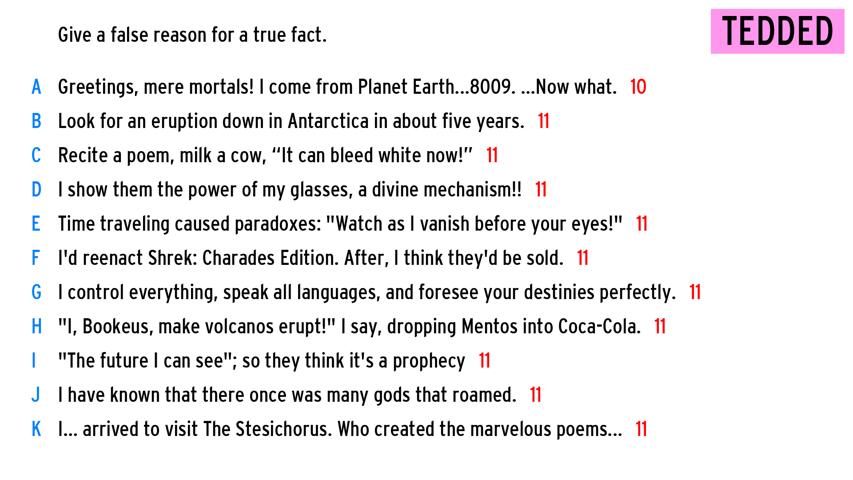 Give a false reason for a true fact.
TEDDED
A Greetings, mere mortals! I come from Planet Earth...8009. ...Now what. 10
B Look for an eruption down in Antarctica in about five years. 11
C Recite a poem, milk a cow, “It can bleed white now!” 11
D I show them the power of my glasses, a divine mechanism!! 11
E Time traveling caused paradoxes: "Watch as I vanish before your eyes!" 11
F I'd reenact Shrek: Charades Edition. After, I think they'd be sold. 11
G I control everything, speak all languages, and foresee your destinies perfectly. 11
H "I, Bookeus, make volcanos erupt!" I say, dropping Mentos into Coca-Cola. 11
I "The future I can see"; so they think it's a prophecy 11
J I have known that there once was many gods that roamed. 11
K I... arrived to visit The Stesichorus. Who created the marvelous poems... 11